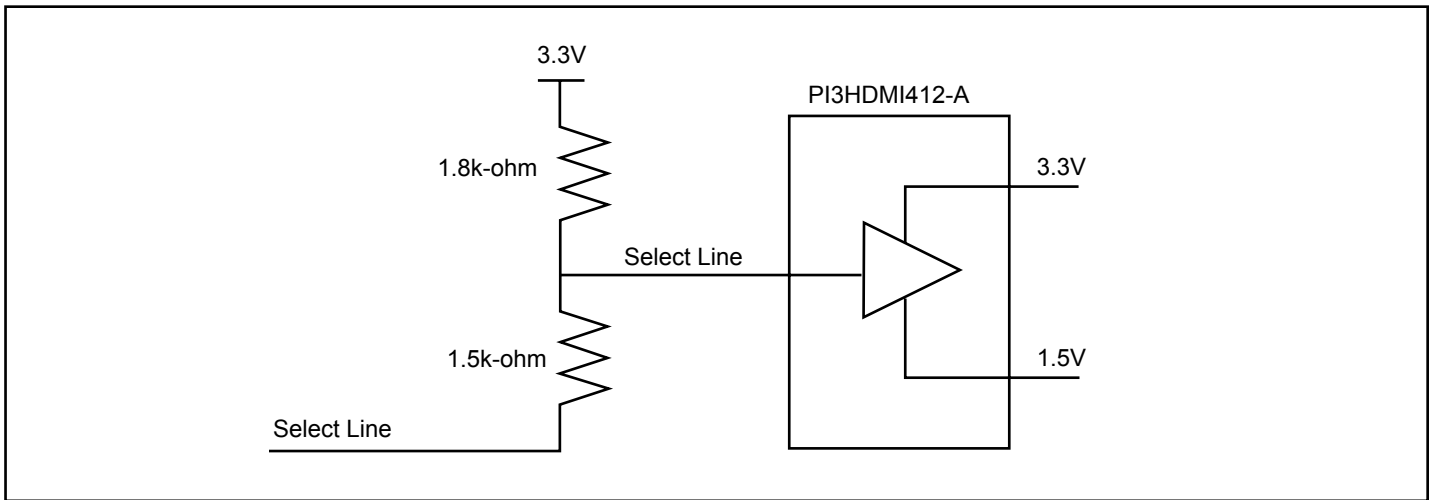 3.3V
PI3HDMI412-A
1.8k-ohm
3.3V
Select Line
1.5k-ohm
1.5V
Select Line